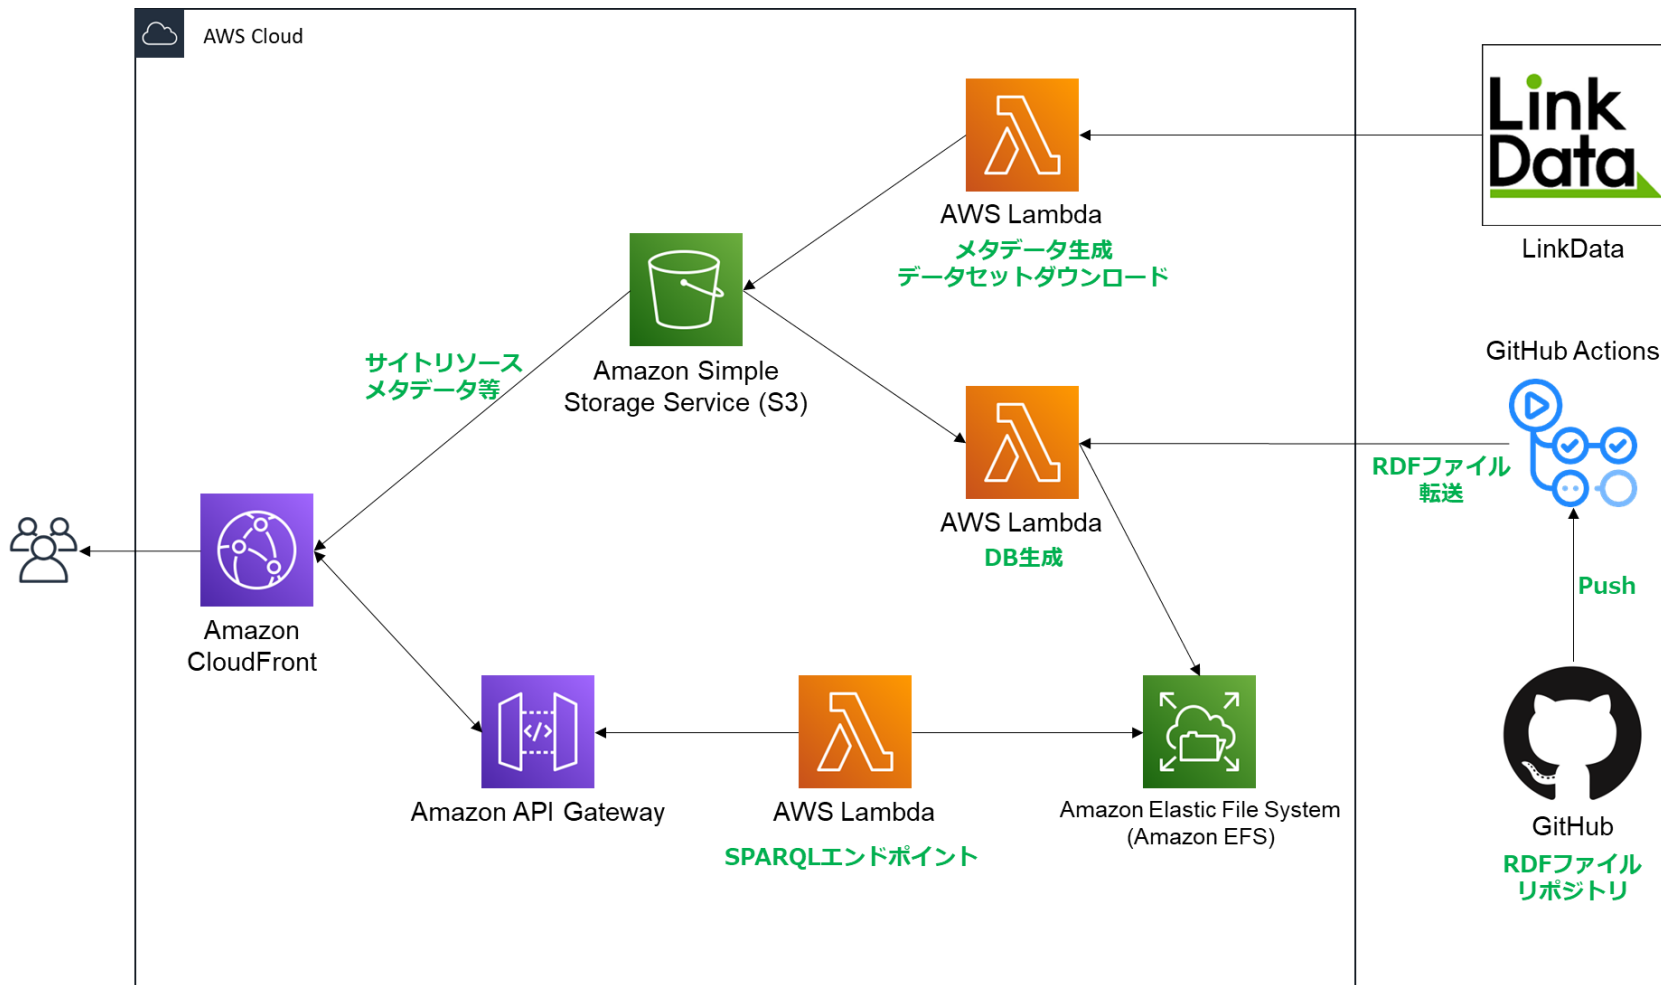 AWS Cloud
Link
Data
LinkData
AWS Lambda
メタデータ生成
データセットダウンロード
サイトリソース
メタデータ等
Amazon Simple
Storage Service (S3)
GitHub Actions
RDFファイル
転送
AWS Lambda
DB生成
Push
Amazon
CloudFront
</>
Amazon API Gateway
AWS Lambda
SPARQLエンドポイント
Amazon Elastic File System
(Amazon EFS)
GitHub
RDFファイル
リポジトリ